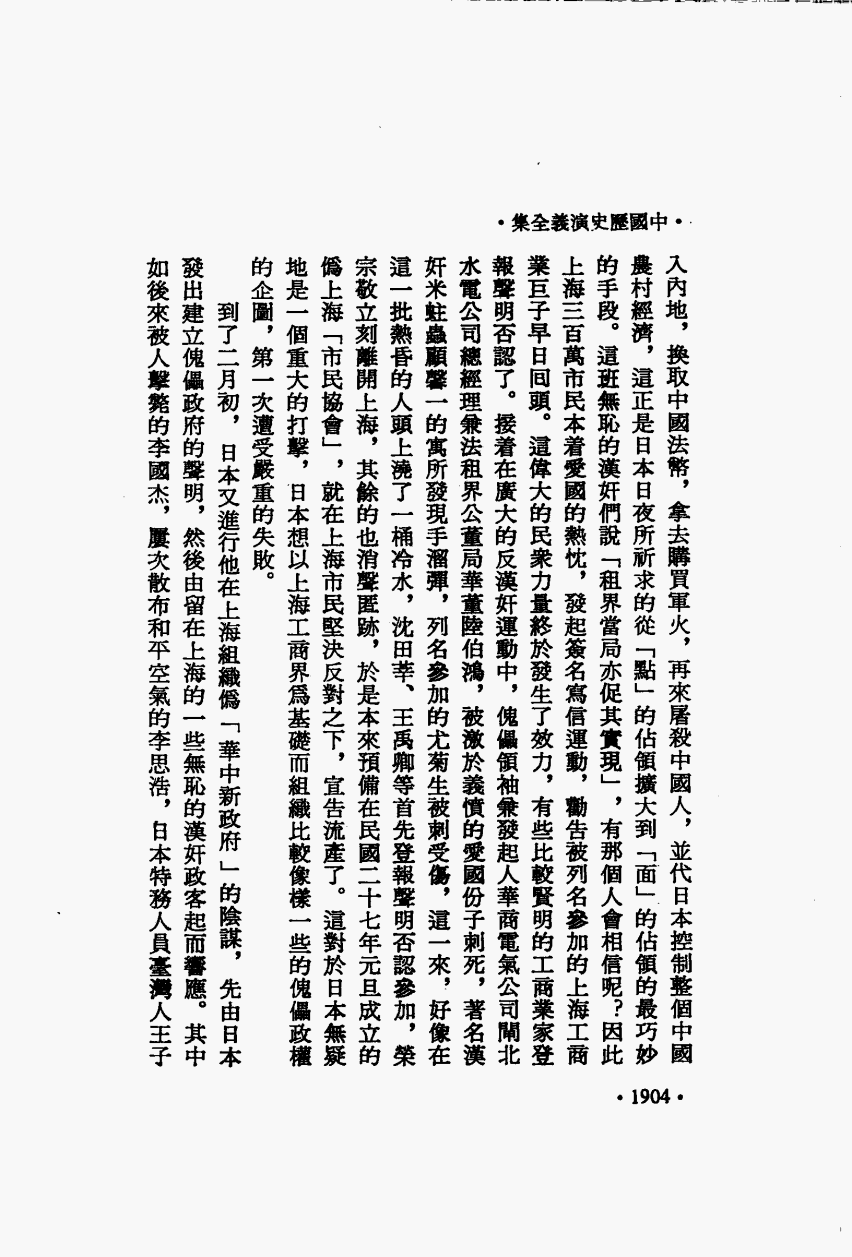 •中國歷史演義全集•
入內地，換取中國法幣，拿去購買軍火，再來屠殺中國人，並代日本控制整個中國
農村經濟，這正是日本日夜所祈求的從「點」的佔領擴大到「面」的佔領的最巧妙
的手段。這班無恥的漢奸們說「租界當局亦促其實現」，有那個人會相信呢？因此
上海三百萬市民本着愛國的熱忱，發起簽名寫信運動，勸告被列名參加的上海工商
業巨子早日回頭。這偉大的民衆力量終於發生了效力，有些比較賢明的工商業家登
報聲明否認了。接着在廣大的反漢奸運動中，傀儡領袖兼發起人華商電氣公司閘北
水電公司總經理兼法租界公董局華董陸伯鴻，被激於義憤的愛國份子刺死，著名漢
奸米蛀蟲顧馨一的寓所發現手溜彈，列名參加的尤菊生被刺受傷，這一來，好像在
這一批熱昏的人頭上澆了一桶冷水，沈田莘、王禹卿等首先登報聲明否認參加，榮
宗敬立刻離開上海，其餘的也消聲匿跡，於是本來預備在民國二十七年元旦成立的
僞上海「市民協會」，就在上海市民堅決反對之下，宣告流產了。這對於日本無疑
地是一個重大的打擊，日本想以上海工商界爲基礎而組織比較像樣一些的傀儡政權
的企圖，第一次遭受嚴重的失敗。
到了二月初，日本又進行他在上海組織僞「華中新政府」的陰謀，先由日本
發出建立傀儡政府的聲明，然後由留在上海的一些無恥的漢奸政客起而響應。其中
如後來被人擊斃的李國杰，屢次散布和平空氣的李思浩，日本特務人員臺灣人王子
•1904•